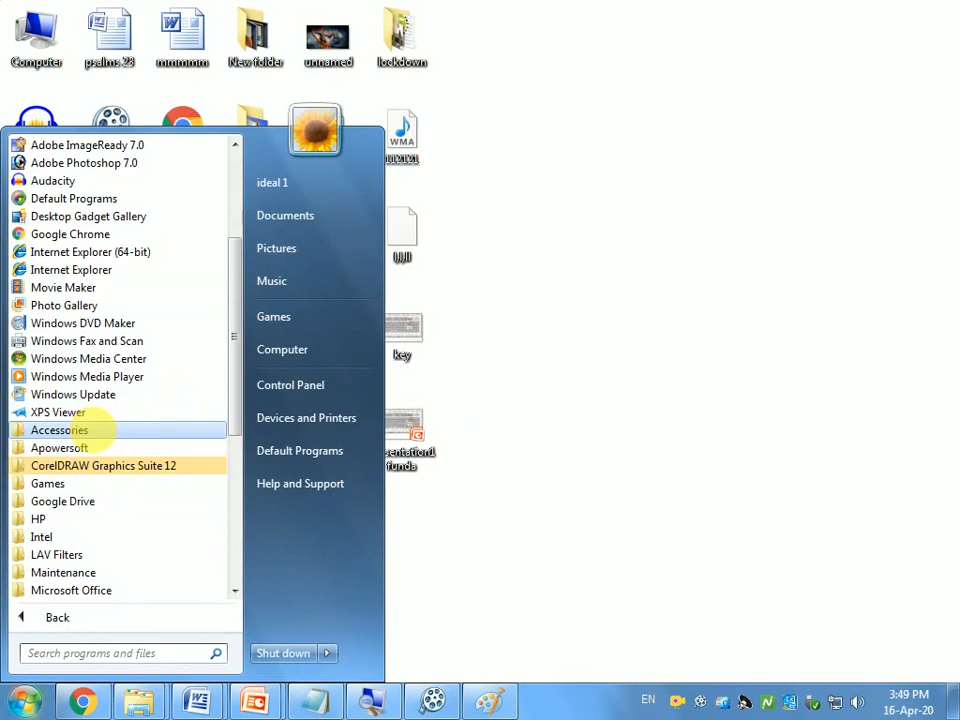 Computer
psalms.23
mmmmm
New folder
unnamed
lockdown
Adobe ImageReady 7.0
Adobe Photoshop 7.0
Audacity
Default Programs
Desktop Gadget Gallery
Google Chrome
Internet Explorer (64-bit)
Internet Explorer
Movie Maker
Photo Gallery
Windows DVD Maker
Windows Fax and Scan
Windows Media Center
Windows Media Player
Windows Update
XPS Viewer
Accessories
Apowersoft
CorelDRAW Graphics Suite 12
Games
Google Drive
HP
Intel
LAV Filters
Maintenance
Microsoft Office
Back
Search programs and files
ideal 1
Documents
Pictures
Music
Games
Computer
Control Panel
Devices and Printers
Default Programs
Help and Support
Shut down
WMA
key
esentation1
funda
EN
3:49 PM
16-Apr-20